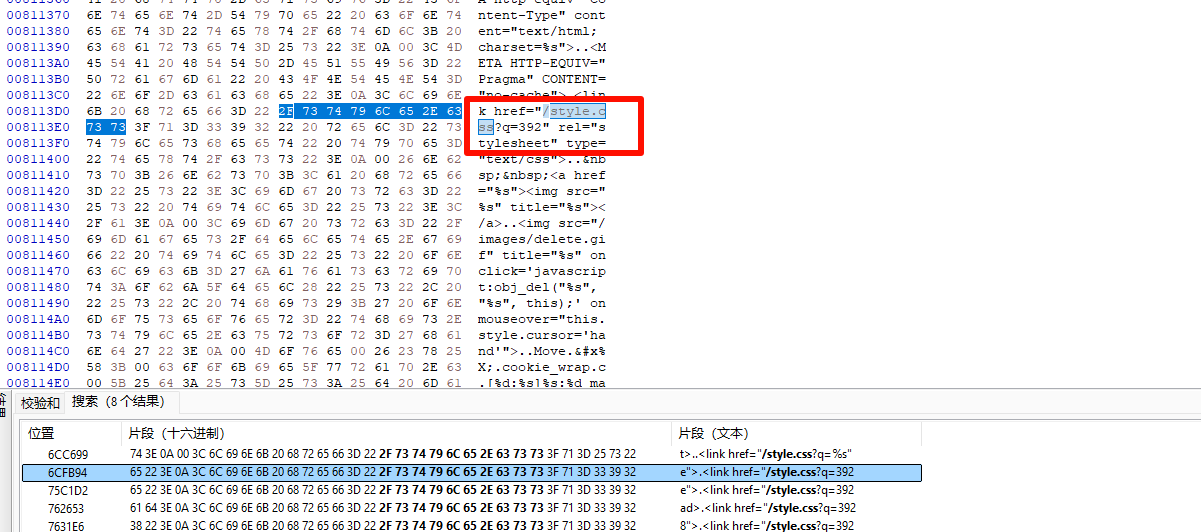 00811370 6E 74 65 6E 74 2D 54 79 70 65 22 20 63 6F 6E 74 ntent-Type" cont
00811380 65 6E 74 3D 22 74 65 78 74 2F 68 74 6D 6C 3B 20 ent="text/html;
00811390 63 68 61 72 73 65 74 3D 25 73 22 3E 0A 00 3C 4D charset=%s">..<M
008113A0 45 54 41 20 48 54 54 50 2D 45 51 55 49 56 3D 22 ETA HTTP-EQUIV="
008113B0 50 72 61 67 6D 61 22 20 43 4F 4E 54 45 4E 54 3D Pragma" CONTENT=
008113C0 22 6E 6F 2D 63 61 63 68 65 22 3E 0A 3C 6C 69 6E "no-cache">.<lin
008113D0 6B 20 68 72 65 66 3D 22 2F 73 74 79 6C 65 2E 63 k href="/style.c
008113E0 73 73 3F 71 3D 33 39 32 22 20 72 65 6C 3D 22 73 ss?q=392" rel="s
008113F0 74 79 6C 65 73 68 65 65 74 22 20 74 79 70 65 3D tylesheet" type=
00811400 22 74 65 78 74 2F 63 73 73 22 3E 0A 00 26 6E 62 "text/css">..&nb
00811410 73 70 3B 26 6E 62 73 70 3B 3C 61 20 68 72 65 66 sp;&nbsp;<a href
00811420 3D 22 25 73 22 3E 3C 69 6D 67 20 73 72 63 3D 22 ="%s"><img src="
00811430 25 73 22 20 74 69 74 6C 65 3D 22 25 73 22 3E 3C %s" title="%s"><
00811440 2F 61 3E 0A 00 3C 69 6D 67 20 73 72 63 3D 22 2F /a>..<img src="/
00811450 69 6D 61 67 65 73 2F 64 65 6C 65 74 65 2E 67 69 images/delete.gi
00811460 66 22 20 74 69 74 6C 65 3D 22 25 73 22 20 6F 6E f" title="%s" on
00811470 63 6C 69 63 6B 3D 27 6A 61 76 61 73 63 72 69 70 click='javascrip
00811480 74 3A 6F 62 6A 5F 64 65 6C 28 22 25 73 22 2C 20 t:obj_del("%s",
00811490 22 25 73 22 2C 20 74 68 69 73 29 3B 27 20 6F 6E "%s", this);' on
008114A0 6D 6F 75 73 65 6F 76 65 72 3D 22 74 68 69 73 2E mouseover="this.
008114B0 73 74 79 6C 65 2E 63 75 72 73 6F 72 3D 27 68 61 style.cursor='ha
008114C0 6E 64 27 22 3E 0A 00 4D 6F 76 65 00 26 23 78 25 nd'">..Move.&#x%
008114D0 58 3B 00 63 6F 6F 6B 69 65 5F 77 72 61 70 2E 63 X;.cookie_wrap.c
008114E0 00 5B 25 64 3A 25 73 5D 25 73 3A 25 64 20 6D 61 .[%d:%s]%s:%d ma
校验和 搜索（8 个结果）
位置 片段（十六进制） 片段（文本）
6CC699 74 3E 0A 00 3C 6C 69 6E 6B 20 68 72 65 66 3D 22 2F 73 74 79 6C 65 2E 63 73 73 3F 71 3D 25 73 22 t>..<link href="/style.css?q=%s"
6CFB94 65 22 3E 0A 3C 6C 69 6E 6B 20 68 72 65 66 3D 22 2F 73 74 79 6C 65 2E 63 73 73 3F 71 3D 33 39 32 e">.<link href="/style.css?q=392
75C1D2 65 22 3E 0A 3C 6C 69 6E 6B 20 68 72 65 66 3D 22 2F 73 74 79 6C 65 2E 63 73 73 3F 71 3D 33 39 32 e">.<link href="/style.css?q=392
762653 61 64 3E 0A 3C 6C 69 6E 6B 20 68 72 65 66 3D 22 2F 73 74 79 6C 65 2E 63 73 73 3F 71 3D 33 39 32 ad>.<link href="/style.css?q=392
7631E6 38 22 3E 0A 3C 6C 69 6E 6B 20 68 72 65 66 3D 22 2F 73 74 79 6C 65 2E 63 73 73 3F 71 3D 33 39 32 8">.<link href="/style.css?q=392